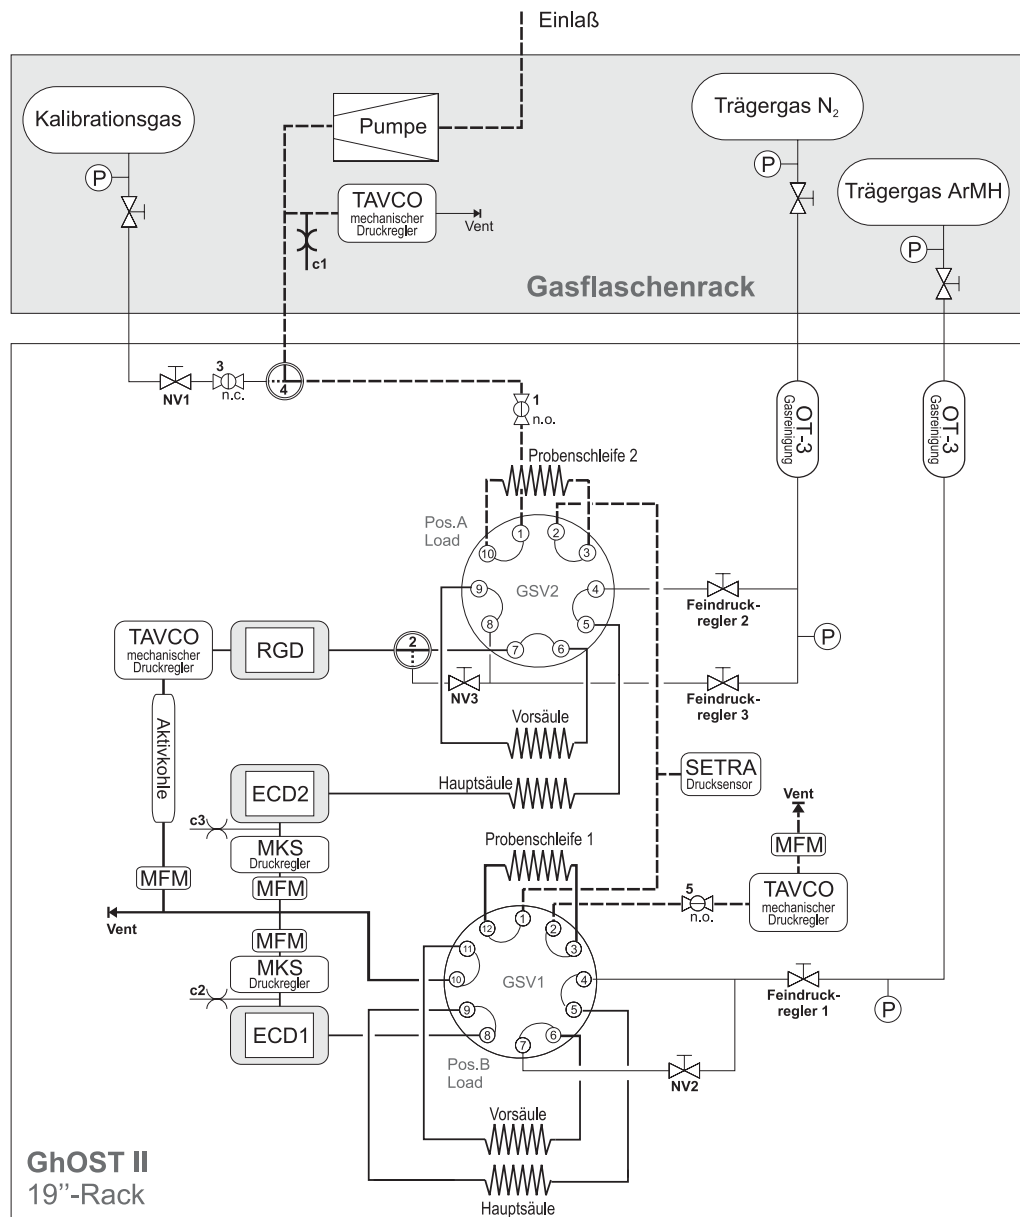 Einlaß
Kalibrationsgas
P
Pumpe
TAVCO
mechanischer
Druckregler
Vent
c1
Trägergas N₂
P
Trägergas ArMH
P
Gasflaschenrack
NV1
3
n.c.
4
1
n.o.
OT-3
Gasreinigung
OT-3
Gasreinigung
Probenschleife 2
Pos.A
Load
GSV2
1
2
3
4
5
6
7
8
9
10
Feindruck-
regler 2
P
Feindruck-
regler 3
TAVCO
mechanischer
Druckregler
RGD
2
NV3
Aktivkohle
Vorsäule
Hauptsäule
ECD2
SETRA
Drucksensor
c3
MKS
Druckregler
MFM
MFM
Vent
MFM
MKS
Druckregler
c2
ECD1
Probenschleife 1
Vent
MFM
TAVCO
mechanischer
Druckregler
5
n.o.
GSV1
1
2
3
4
5
6
7
8
9
10
11
12
Pos.B
Load
Feindruck-
regler 1
P
NV2
Vorsäule
Hauptsäule
GhOST II
19”-Rack